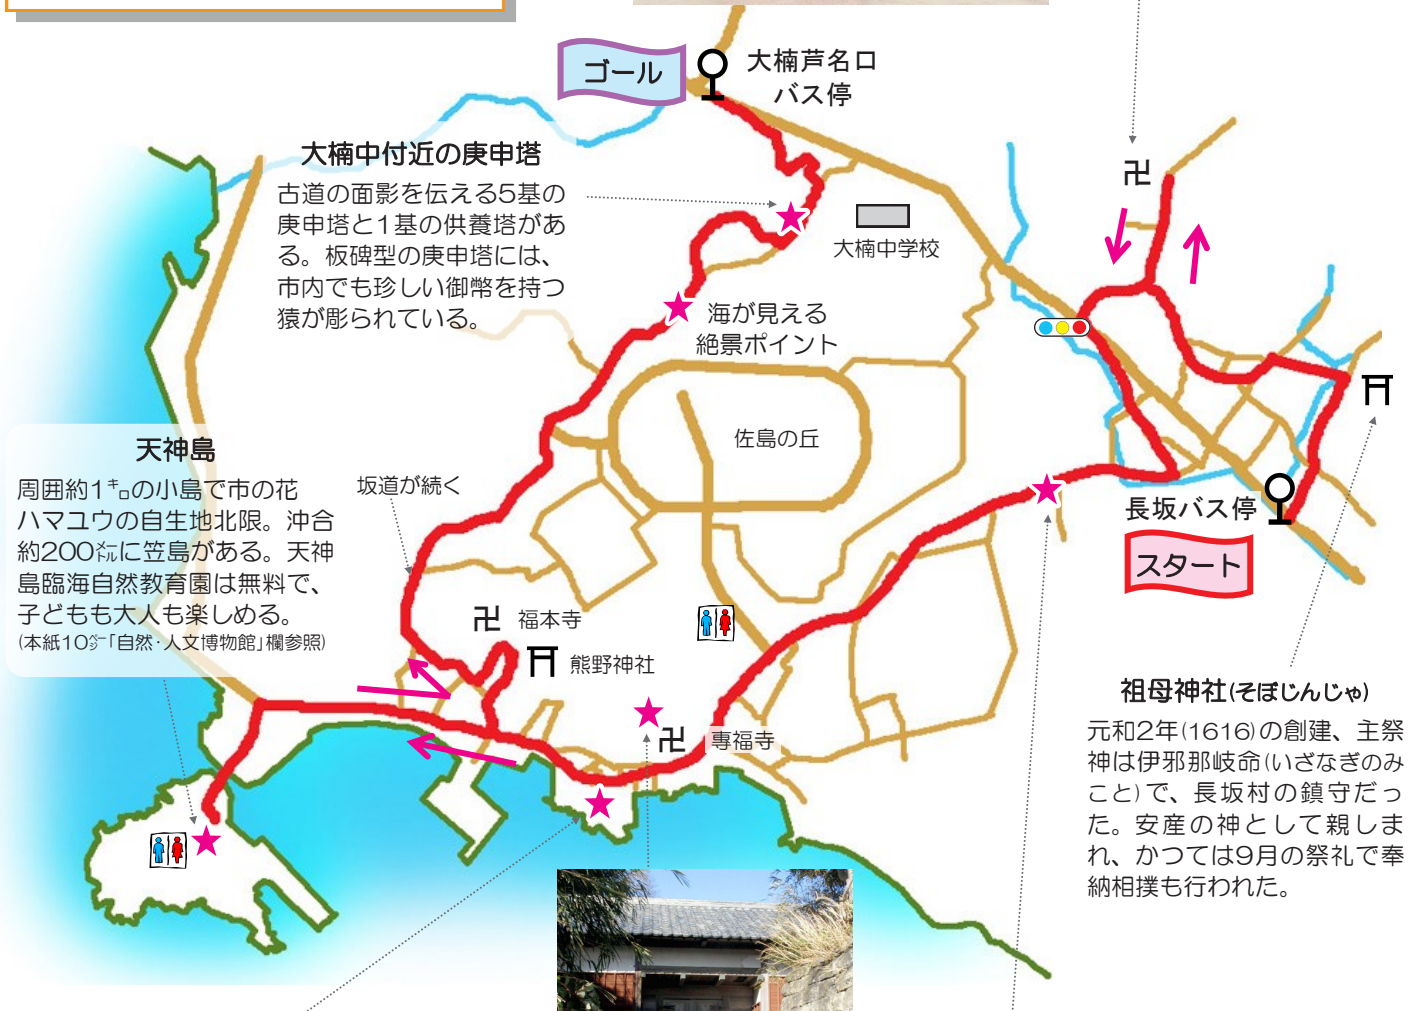 ゴール
大楠芦名口
バス停
大楠中付近の庚申塔
古道の面影を伝える5基の
庚申塔と1基の供養塔があ
る。板碑型の庚申塔には、
市内でも珍しい御幣を持つ
猿が彫られている。
大楠中学校
海が見える
絶景ポイント
佐島の丘
天神島
周囲約1㌔の小島で市の花
ハマユウの自生地北限。沖合
約200㍍に笠島がある。天神
島臨海自然教育園は無料で、
子どもも大人も楽しめる。
(本紙10㌻「自然・人文博物館」欄参照)
坂道が続く
長坂バス停
スタート
福本寺
熊野神社
専福寺
祖母神社(そぼじんじゃ)
元和2年(1616)の創建、主祭
神は伊邪那岐命(いざなぎのみ
こと)で、長坂村の鎮守だっ
た。安産の神として親しま
れ、かつては9月の祭礼で奉
納相撲も行われた。